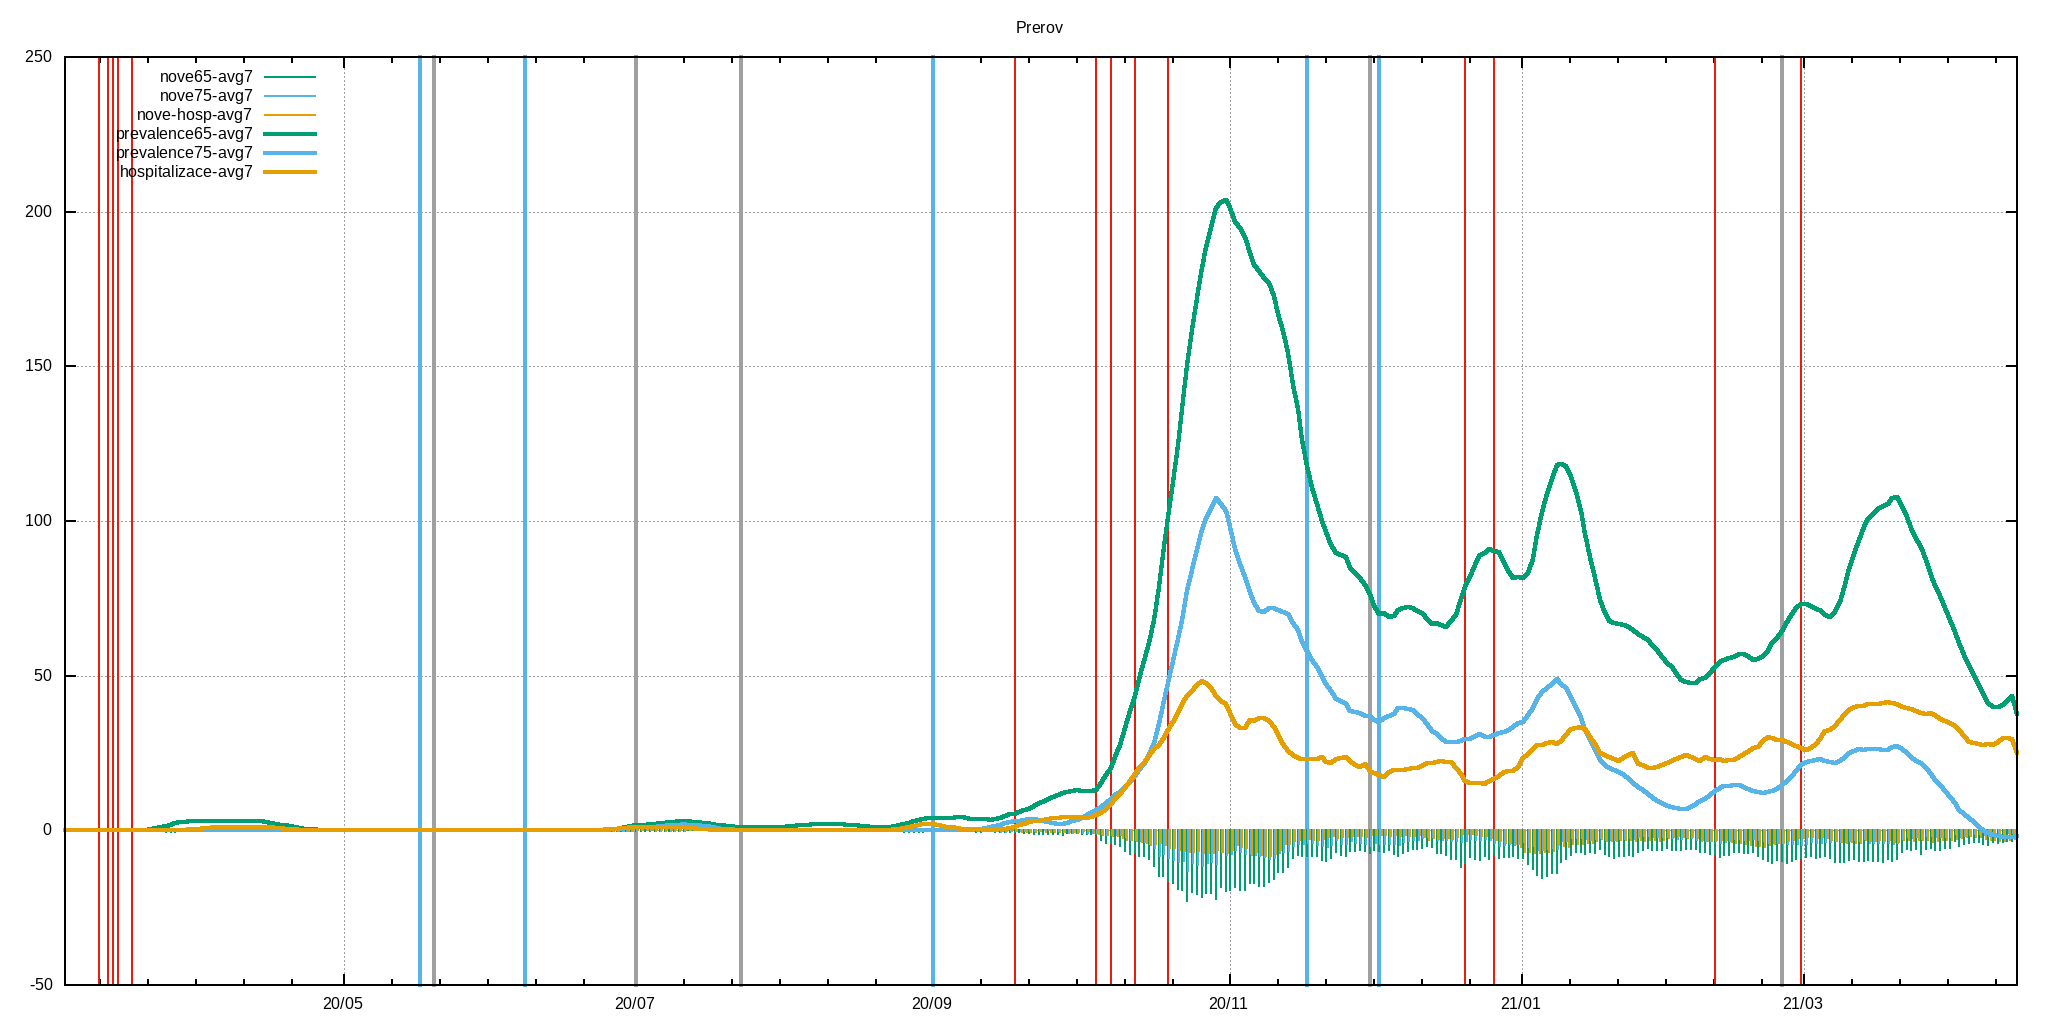 Prerov
250
200
150
100
50
0
-50
nove65-avg7
nove75-avg7
nove-hosp-avg7
prevalence65-avg7
prevalence75-avg7
hospitalizace-avg7
20/05 20/07 20/09 20/11 21/01 21/03